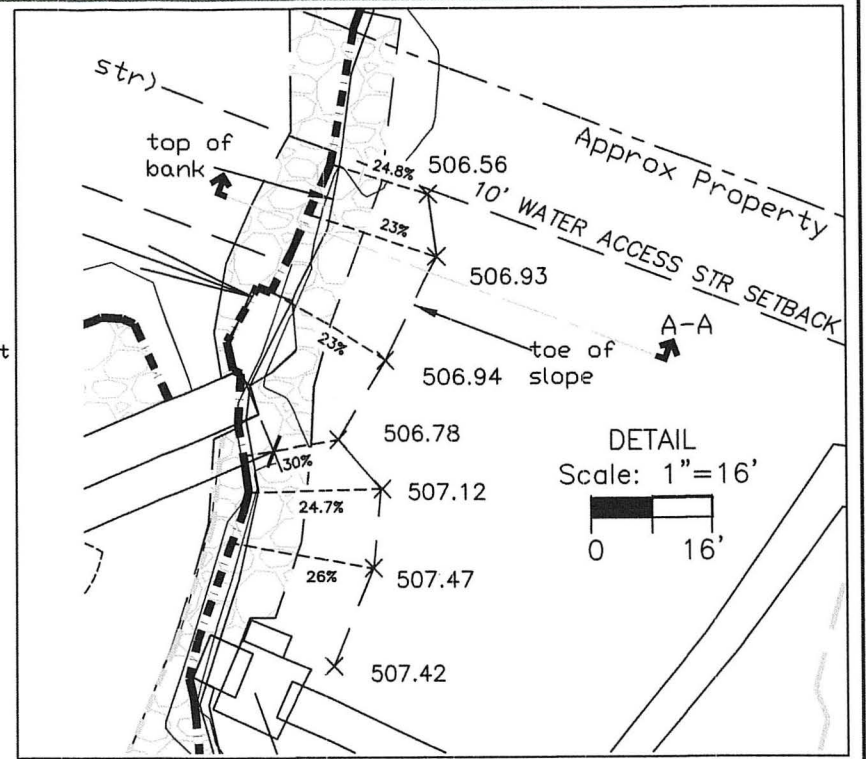 str)
top of
bank
24.8%
506.56
Approx Property
10' WATER ACCESS STR SETBACK
23%
506.93
A-A
t
23%
toe of
slope
506.94
506.78
30%
DETAIL
Scale: 1"=16'
24.7%
507.12
0 16'
26%
507.47
507.42